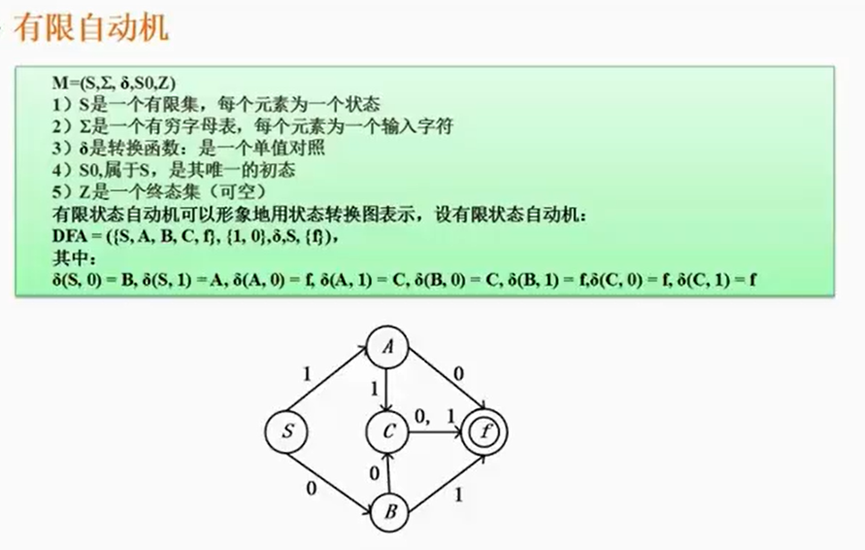 有限自动机
M=(S,Σ, δ,S0,Z)
1）S是一个有限集，每个元素为一个状态
2）Σ是一个有穷字母表，每个元素为一个输入字符
3）δ是转换函数：是一个单值对照
4）S0,属于S，是其唯一的初态
5）Z是一个终态集（可空）
有限状态自动机可以形象地用状态转换图表示，设有限状态自动机：
DFA = ({S, A, B, C, f}, {1, 0},δ,S, {f})，
其中：
δ(S, 0) = B, δ(S, 1) = A, δ(A, 0) = f, δ(A, 1) = C, δ(B, 0) = C, δ(B, 1) = f,δ(C, 0) = f, δ(C, 1) = f
A
1
0
1
S
C
0, 1
f
0
0
B
1